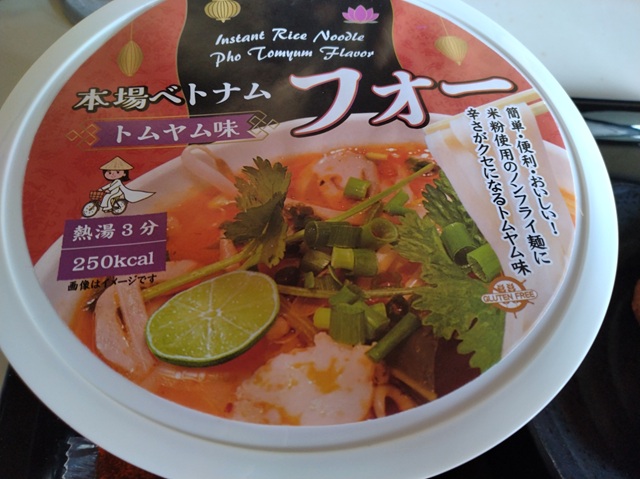 Instant Rice Noodle
Pho Tomyum Flavor
本場ベトナム
フォー
トムヤム味
簡単・便利・おいしい！
米粉使用のノンフライ麺に
辛さがクセになるトムヤム味
熱湯3分
250kcal
画像はイメージです
GLUTEN FREE